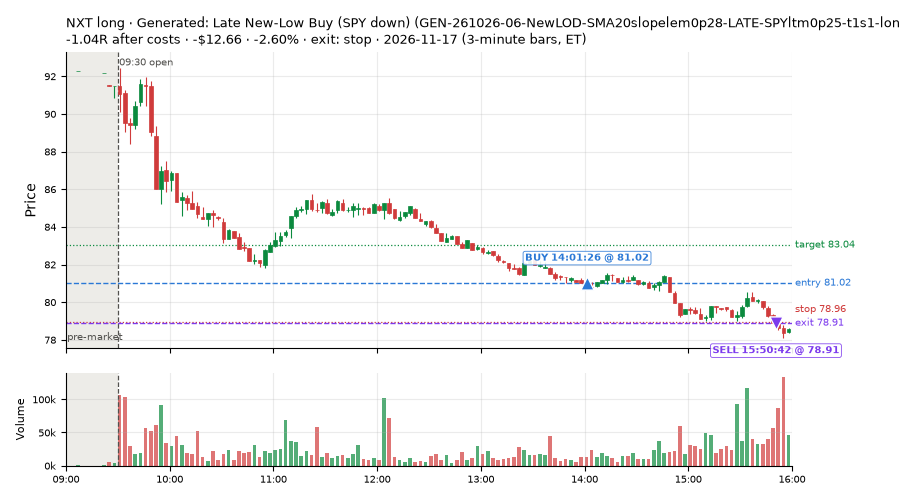 NXT long · Generated: Late New-Low Buy (SPY down) (GEN-261026-06-NewLOD-SMA20slopelem0p28-LATE-SPYltm0p25-t1s1-lon
-1.04R after costs · -$12.66 · -2.60% · exit: stop · 2026-11-17 (3-minute bars, ET)
09:30 open
92
90
88
86
84
82
80
78
Price
target 83.04
BUY 14:01:26 @ 81.02
entry 81.02
stop 78.96
exit 78.91
pre-market
SELL 15:50:42 @ 78.91
Volume
100k
50k
0k
09:00
10:00
11:00
12:00
13:00
14:00
15:00
16:00